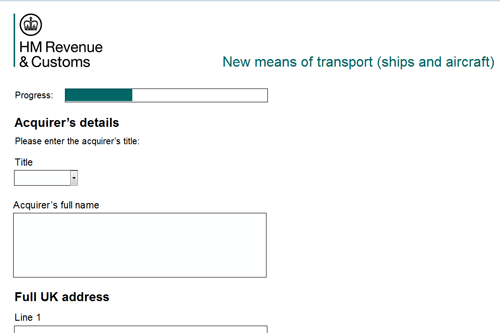 HM Revenue
& Customs
New means of transport (ships and aircraft)
Progress:
Acquirer's details
Please enter the acquirer's title:
Title
Acquirer's full name
Full UK address
Line 1